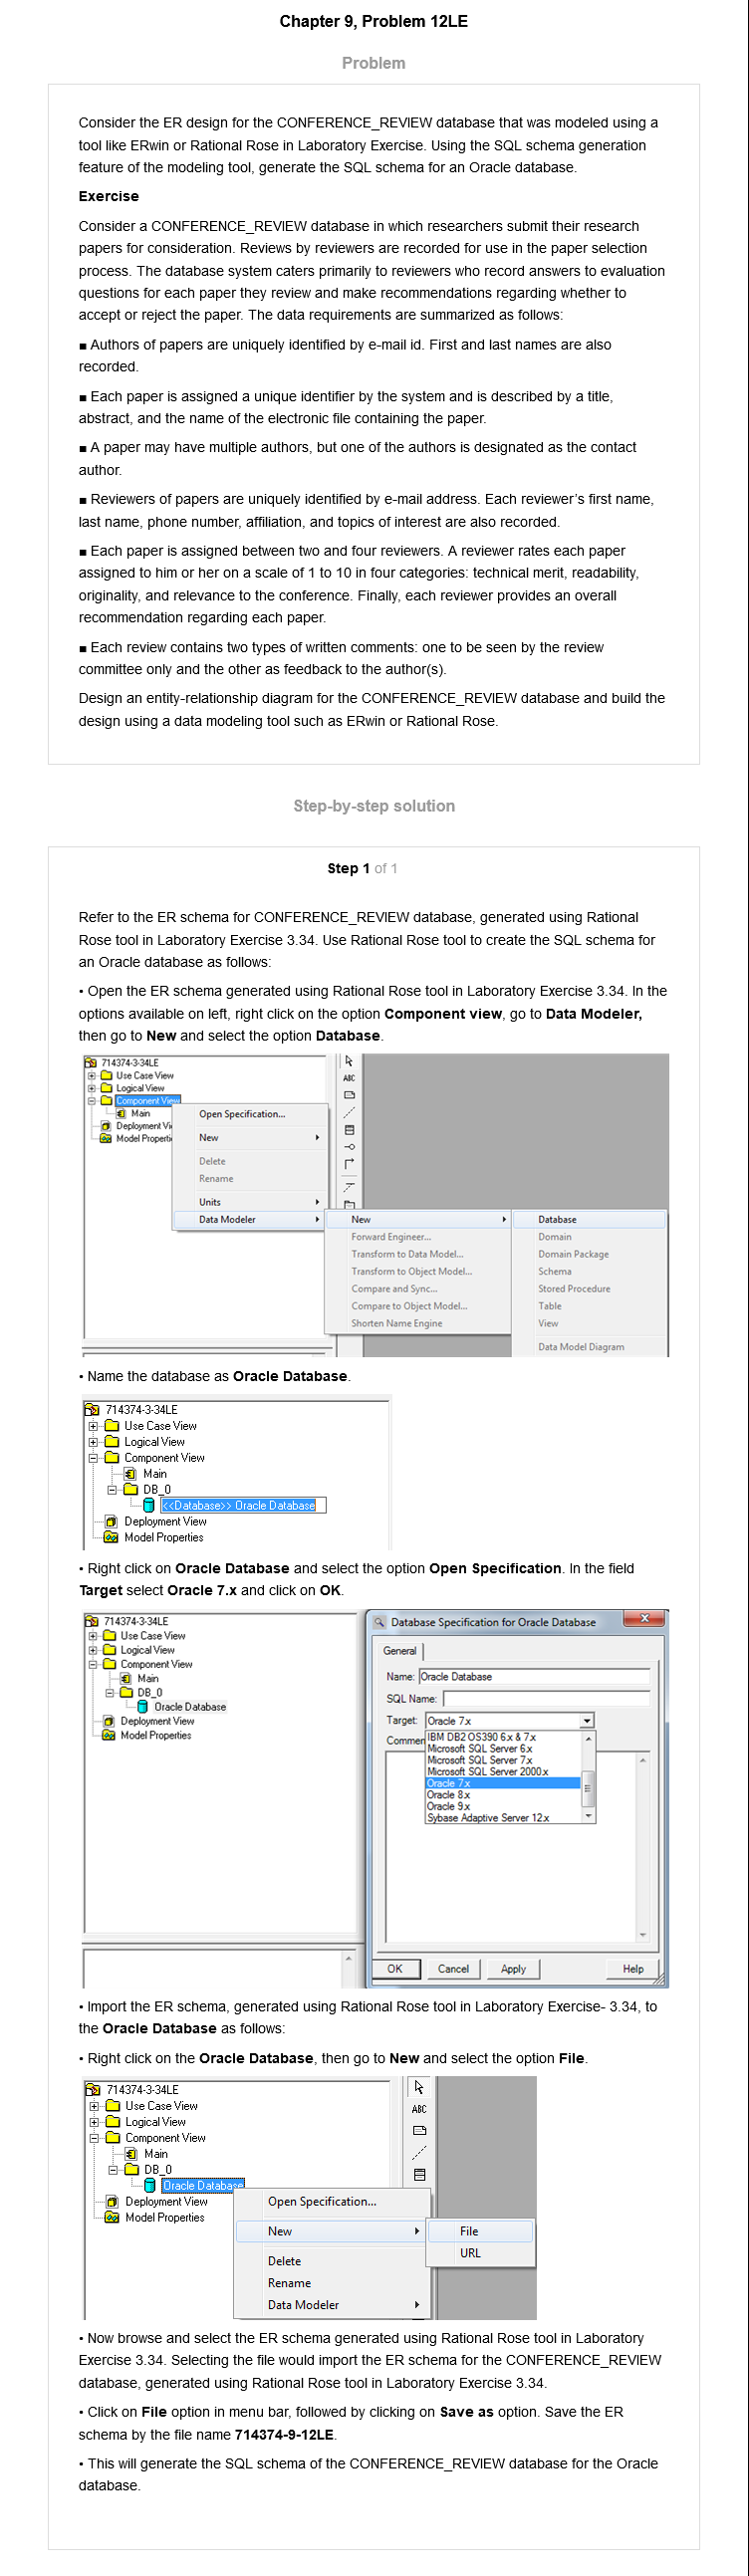 Chapter 9, Problem 12LE
Problem
Consider the ER design for the CONFERENCE_REVIEW database that was modeled using a
tool like ERwin or Rational Rose in Laboratory Exercise. Using the SQL schema generation
feature of the modeling tool, generate the SQL schema for an Oracle database.
Exercise
Consider a CONFERENCE_REVIEW database in which researchers submit their research
papers for consideration. Reviews by reviewers are recorded for use in the paper selection
process. The database system caters primarily to reviewers who record answers to evaluation
questions for each paper they review and make recommendations regarding whether to
accept or reject the paper. The data requirements are summarized as follows:
■ Authors of papers are uniquely identified by e-mail id. First and last names are also
recorded.
■ Each paper is assigned a unique identifier by the system and is described by a title,
abstract, and the name of the electronic file containing the paper.
■ A paper may have multiple authors, but one of the authors is designated as the contact
author.
■ Reviewers of papers are uniquely identified by e-mail address. Each reviewer’s first name,
last name, phone number, affiliation, and topics of interest are also recorded.
■ Each paper is assigned between two and four reviewers. A reviewer rates each paper
assigned to him or her on a scale of 1 to 10 in four categories: technical merit, readability,
originality, and relevance to the conference. Finally, each reviewer provides an overall
recommendation regarding each paper.
■ Each review contains two types of written comments: one to be seen by the review
committee only and the other as feedback to the author(s).
Design an entity-relationship diagram for the CONFERENCE_REVIEW database and build the
design using a data modeling tool such as ERwin or Rational Rose.
Step-by-step solution
Step 1 of 1
Refer to the ER schema for CONFERENCE_REVIEW database, generated using Rational
Rose tool in Laboratory Exercise 3.34. Use Rational Rose tool to create the SQL schema for
an Oracle database as follows:
• Open the ER schema generated using Rational Rose tool in Laboratory Exercise 3.34. In the
options available on left, right click on the option Component view, go to Data Modeler,
then go to New and select the option Database.
714374-3-34LE
Use Case View
Logical View
Component View
Main
Deployment Vi
Model Properti
ABC
Open Specification...
New
Delete
Rename
Units
Data Modeler
New
Forward Engineer...
Transform to Data Model...
Transform to Object Model...
Compare and Sync...
Compare to Object Model...
Shorten Name Engine
Database
Domain
Domain Package
Schema
Stored Procedure
Table
View
Data Model Diagram
• Name the database as Oracle Database.
714374-3-34LE
Use Case View
Logical View
Component View
Main
DB_0
<<Database>> Oracle Database
Deployment View
Model Properties
• Right click on Oracle Database and select the option Open Specification. In the field
Target select Oracle 7.x and click on OK.
714374-3-34LE
Use Case View
Logical View
Component View
Main
DB_0
Oracle Database
Deployment View
Model Properties
Database Specification for Oracle Database
General
Name: Oracle Database
SQL Name:
Target: Oracle 7.x
Commen
IBM DB2 OS390 6.x & 7.x
Microsoft SQL Server 6.x
Microsoft SQL Server 7.x
Microsoft SQL Server 2000.x
Oracle 7.x
Oracle 8.x
Oracle 9.x
Sybase Adaptive Server 12.x
OK Cancel Apply Help
• Import the ER schema, generated using Rational Rose tool in Laboratory Exercise- 3.34, to
the Oracle Database as follows:
• Right click on the Oracle Database, then go to New and select the option File.
714374-3-34LE
Use Case View
Logical View
Component View
Main
DB_0
Oracle Database
Deployment View
Model Properties
ABC
Open Specification...
New
Delete
Rename
Data Modeler
File
URL
• Now browse and select the ER schema generated using Rational Rose tool in Laboratory
Exercise 3.34. Selecting the file would import the ER schema for the CONFERENCE_REVIEW
database, generated using Rational Rose tool in Laboratory Exercise 3.34.
• Click on File option in menu bar, followed by clicking on Save as option. Save the ER
schema by the file name 714374-9-12LE.
• This will generate the SQL schema of the CONFERENCE_REVIEW database for the Oracle
database.